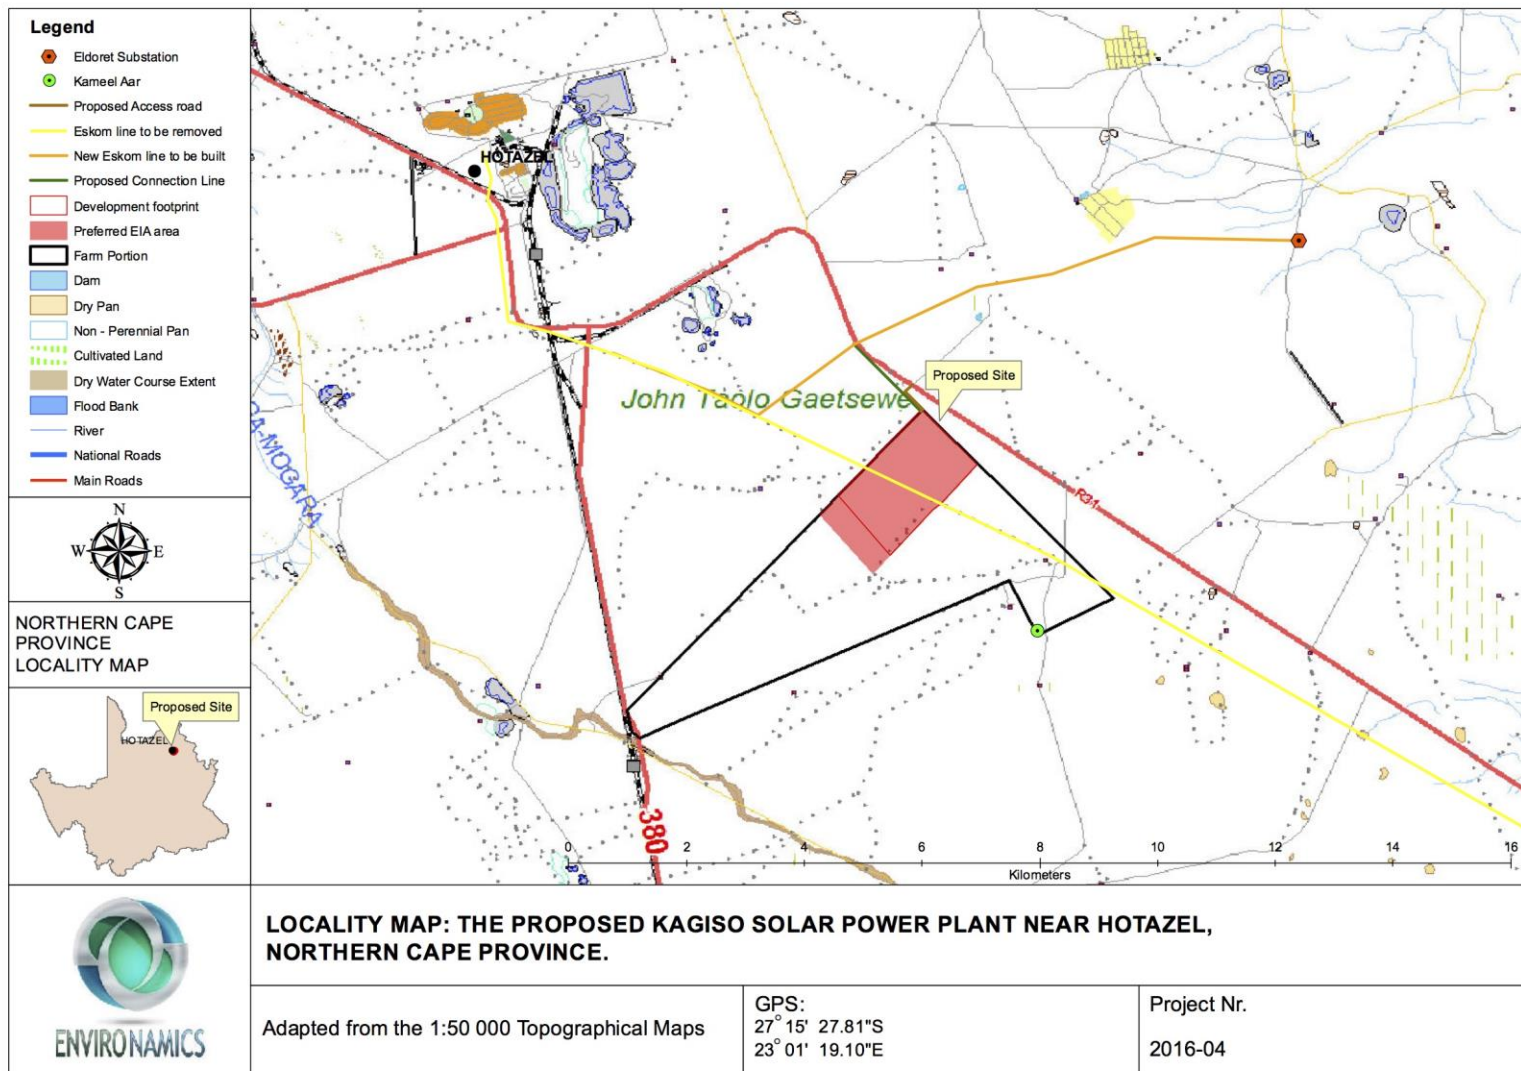 Legend
Eldoret Substation
Kameel Aar
Proposed Access road
Eskom line to be removed
New Eskom line to be built
Proposed Connection Line
Development footprint
Preferred EIA area
Farm Portion
Dam
Dry Pan
Non - Perennial Pan
Cultivated Land
Dry Water Course Extent
Flood Bank
River
National Roads
Main Roads
N
W E
S
NORTHERN CAPE
PROVINCE
LOCALITY MAP
Proposed Site
HOTAZEL
HOTAZEL
John Taolo Gaetsewe
Proposed Site
R31
GA-MOGARA
380
0 2 4 6 8 10 12 14 16
Kilometers
ENVIRONAMICS
LOCALITY MAP: THE PROPOSED KAGISO SOLAR POWER PLANT NEAR HOTAZEL,
NORTHERN CAPE PROVINCE.
Adapted from the 1:50 000 Topographical Maps
GPS:
27° 15' 27.81"S
23° 01' 19.10"E
Project Nr.
2016-04